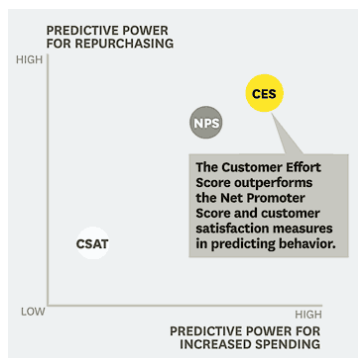 PREDICTIVE POWER
FOR REPURCHASING
HIGH
CES
NPS
The Customer Effort
Score outperforms
the Net Promoter
Score and customer
satisfaction measures
in predicting behavior.
CSAT
LOW
HIGH
PREDICTIVE POWER FOR
INCREASED SPENDING